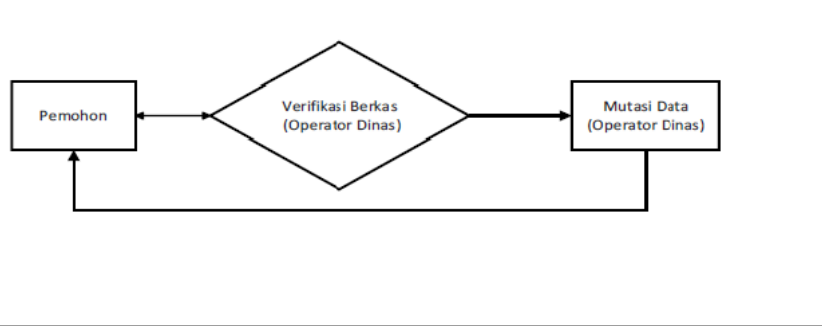 Pemohon
Verifikasi Berkas
(Operator Dinas)
Mutasi Data
(Operator Dinas)